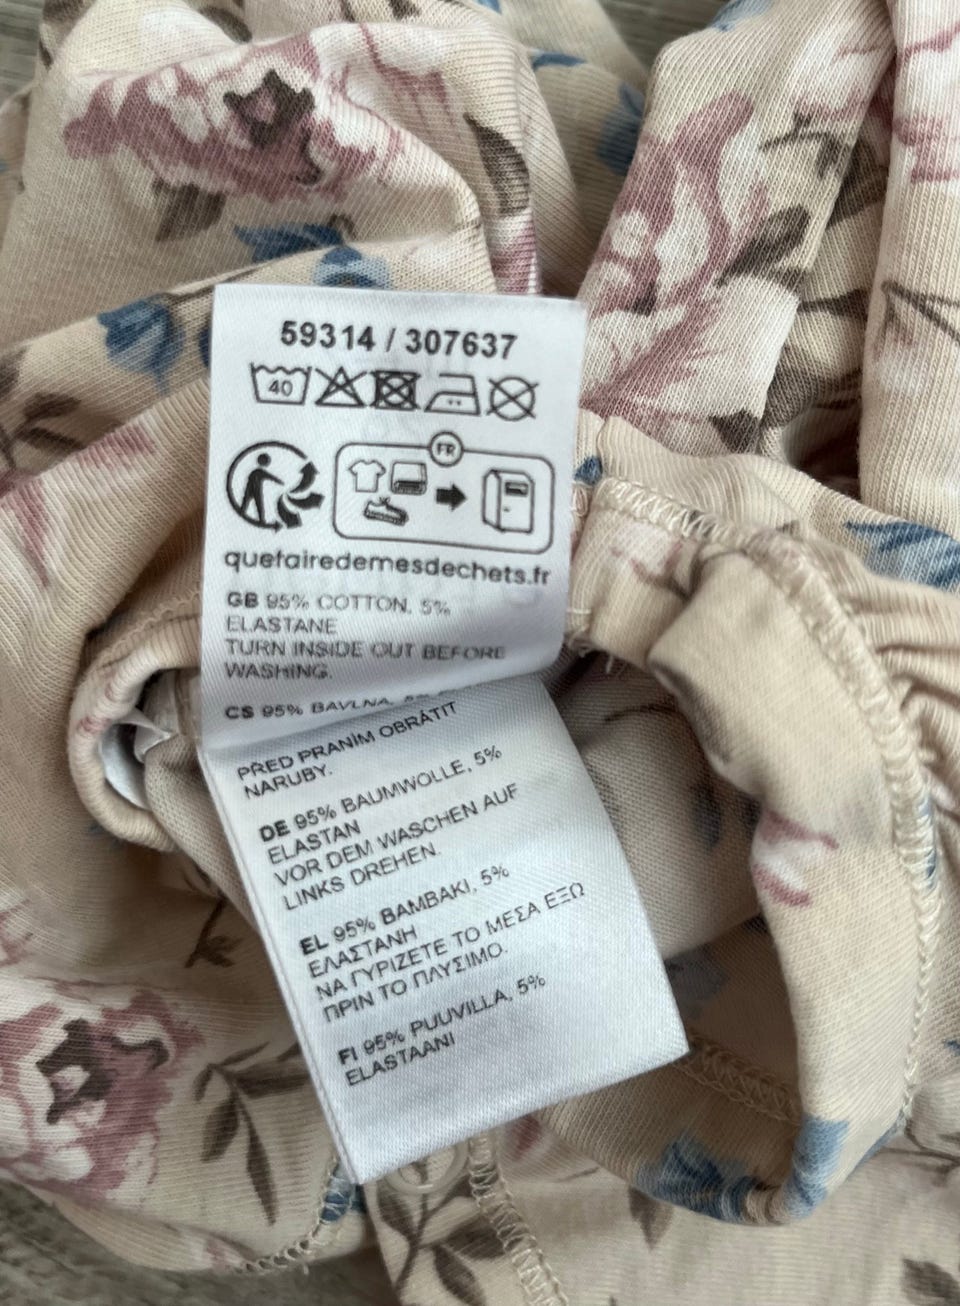 59314 / 307637
40
FR
quefairedemesdechets.fr
GB 95% COTTON, 5%
ELASTANE
TURN INSIDE OUT BEFORE
WASHING.
CS 95% BAVLNA, 5%
PŘED PRANÍM OBRÁTIT
NARUBY.
DE 95% BAUMWOLLE, 5%
ELASTAN
VOR DEM WASCHEN AUF
LINKS DREHEN.
EL 95% ΒΑΜΒΑΚΙ, 5%
ΕΛΑΣΤΑΝΗ
ΝΑ ΓΥΡΙΖΕΤΕ ΤΟ ΜΕΣΑ ΕΞΩ
ΠΡΙΝ ΤΟ ΠΛΥΣΙΜΟ.
FI 95% PUUVILLA, 5%
ELASTAANI